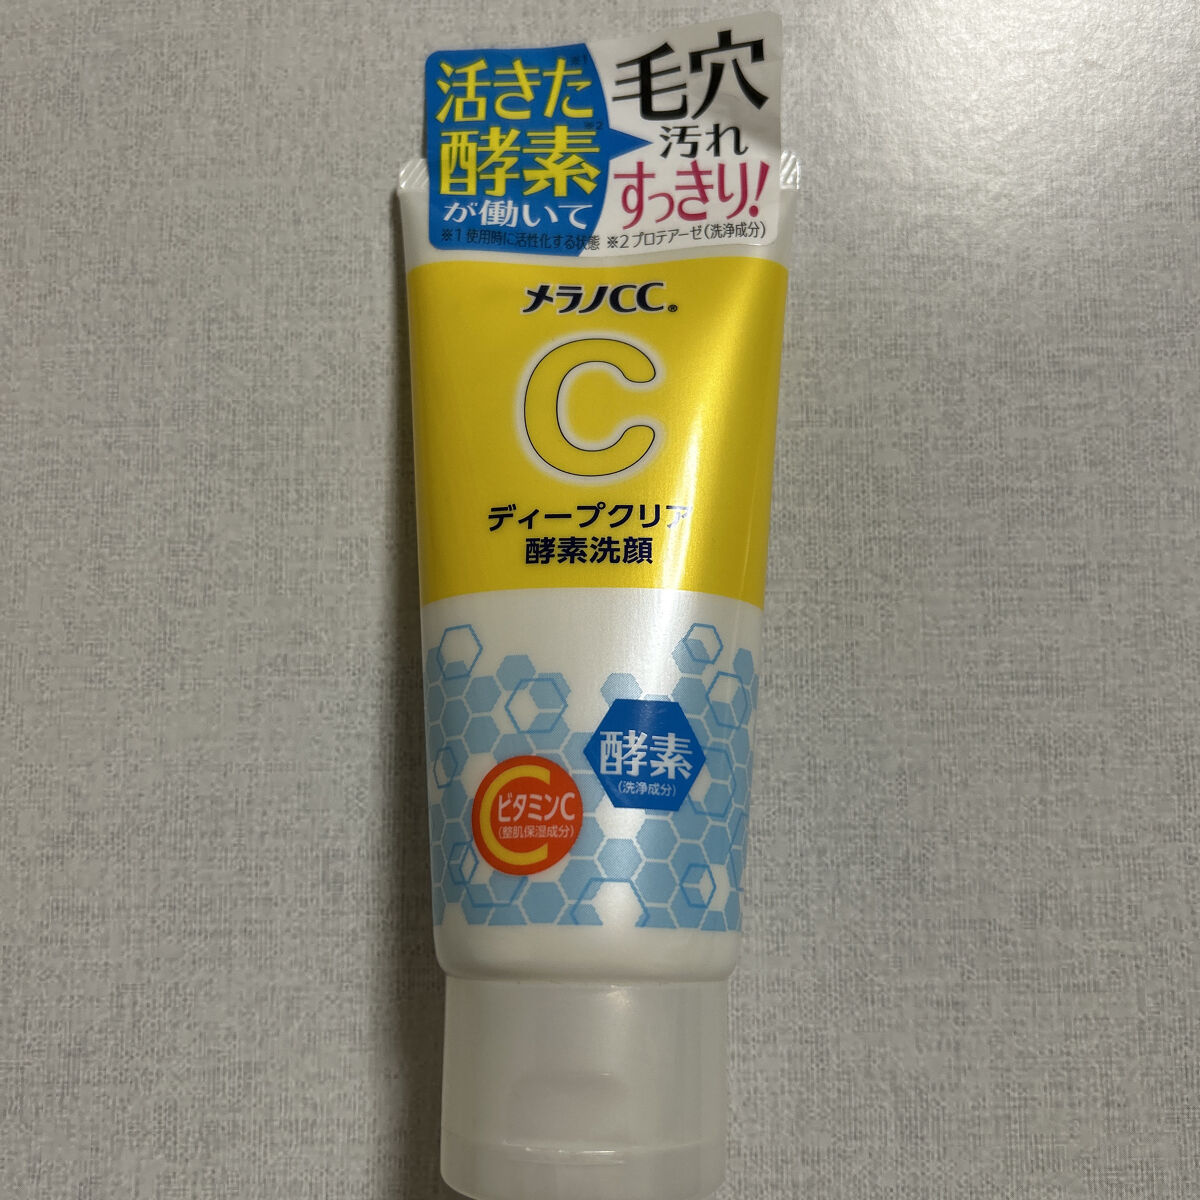 活きた※1
酵素※2
が働いて
毛穴
汚れ
すっきり!
※1 使用時に活性化する状態 ※2 プロテアーゼ(洗浄成分)
メラノCC®
C
ディープクリア
酵素洗顔
酵素
(洗浄成分)
C
ビタミンC
(整肌保湿成分)